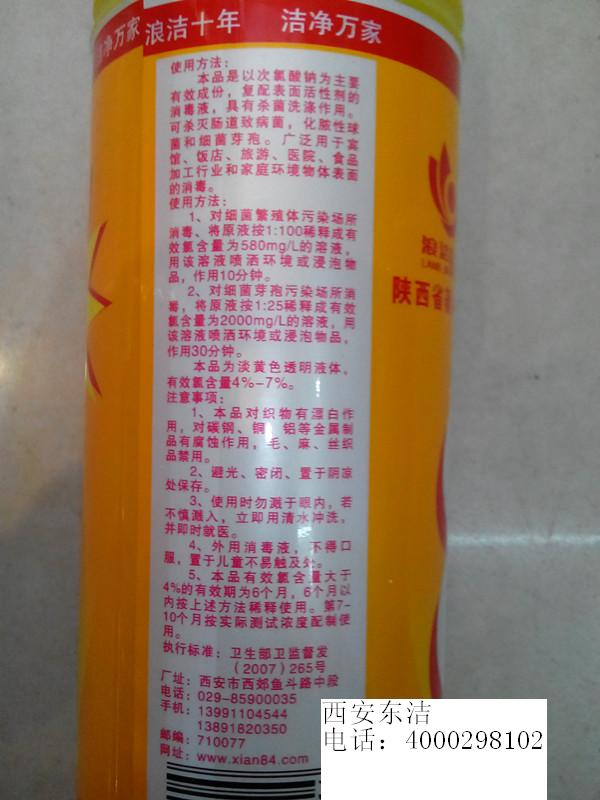 洁净万家
浪洁十年 洁净万家
使用方法:
本品是以次氯酸钠为主要
有效成份,复配表面活性剂的
消毒液,具有杀菌洗涤作用。
可杀灭肠道致病菌,化脓性球
菌和细菌芽孢。广泛用于宾
馆、饭店、旅游、医院、食品
加工行业和家庭环境物体表面
的消毒。
使用方法:
1、对细菌繁殖体污染场所
消毒、将原液按1:100稀释成有
效氯含量为580mg/L的溶液,
用该溶液喷洒环境或浸泡物
品,作用10分钟。
2、对细菌芽孢污染场所消
毒,将原液按1:25稀释成有效
氯含量为2000mg/L的溶液,用
该溶液喷洒环境或浸泡物品,
作用30分钟。
本品为淡黄色透明液体,
有效氯含量4%-7%。
注意事项:
1、本品对织物有漂白作
用,对碳钢、铜、铝等金属制
品有腐蚀作用,毛、麻、丝织
品禁用。
2、避光、密闭、置于阴凉
处保存。
3、使用时勿溅于眼内,若
不慎溅入,立即用清水冲洗,
并即时就医。
4、外用消毒液,不得口
服,置于儿童不易触及处。
5、本品有效氯含量大于
4%的有效期为6个月,6个月以
内按上述方法稀释使用。第7-
10个月按实际测试浓度配制使
用。
执行标准:卫生部卫监督发
(2007)265号
厂址:西安市西郊鱼斗路中段
电话:029-85900035
手机:13991104544
13891820350
邮编:710077
网址:www.xian84.com
浪洁
陕西省
西安东洁
电话:4000298102